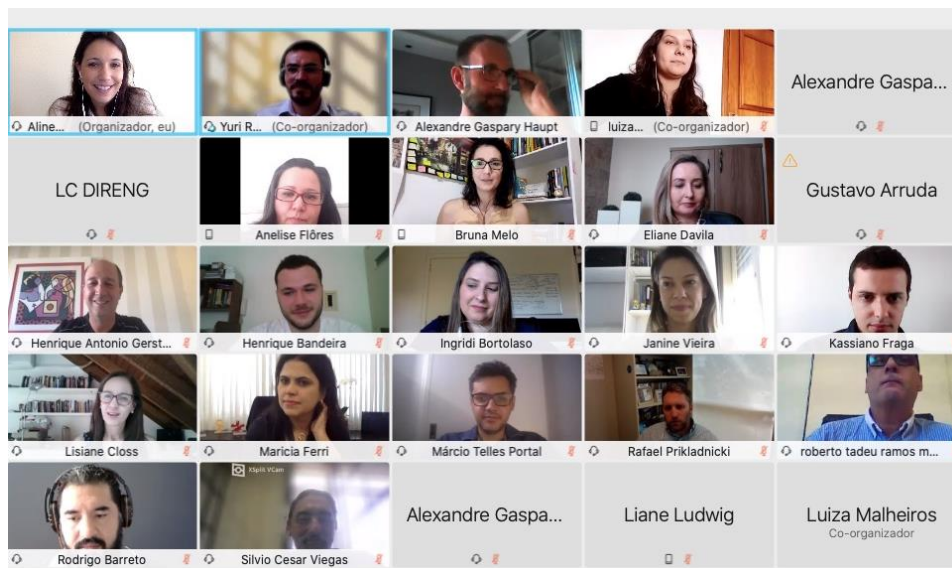 Aline... (Organizador, eu)
Yuri R... (Co-organizador)
Alexandre Gaspary Haupt
luiza... (Co-organizador)
Alexandre Gaspa...
LC DIRENG
Anelise Flôres
Bruna Melo
Eliane Davila
Gustavo Arruda
Henrique Antonio Gerst...
Henrique Bandeira
Ingridi Bortolaso
Janine Vieira
Kassiano Fraga
Lisiane Closs
Maricia Ferri
Márcio Telles Portal
Rafael Prikladnicki
roberto tadeu ramos m...
Rodrigo Barreto
XSplit VCam
Silvio Cesar Viegas
Alexandre Gaspa...
Liane Ludwig
Luiza Malheiros
Co-organizador